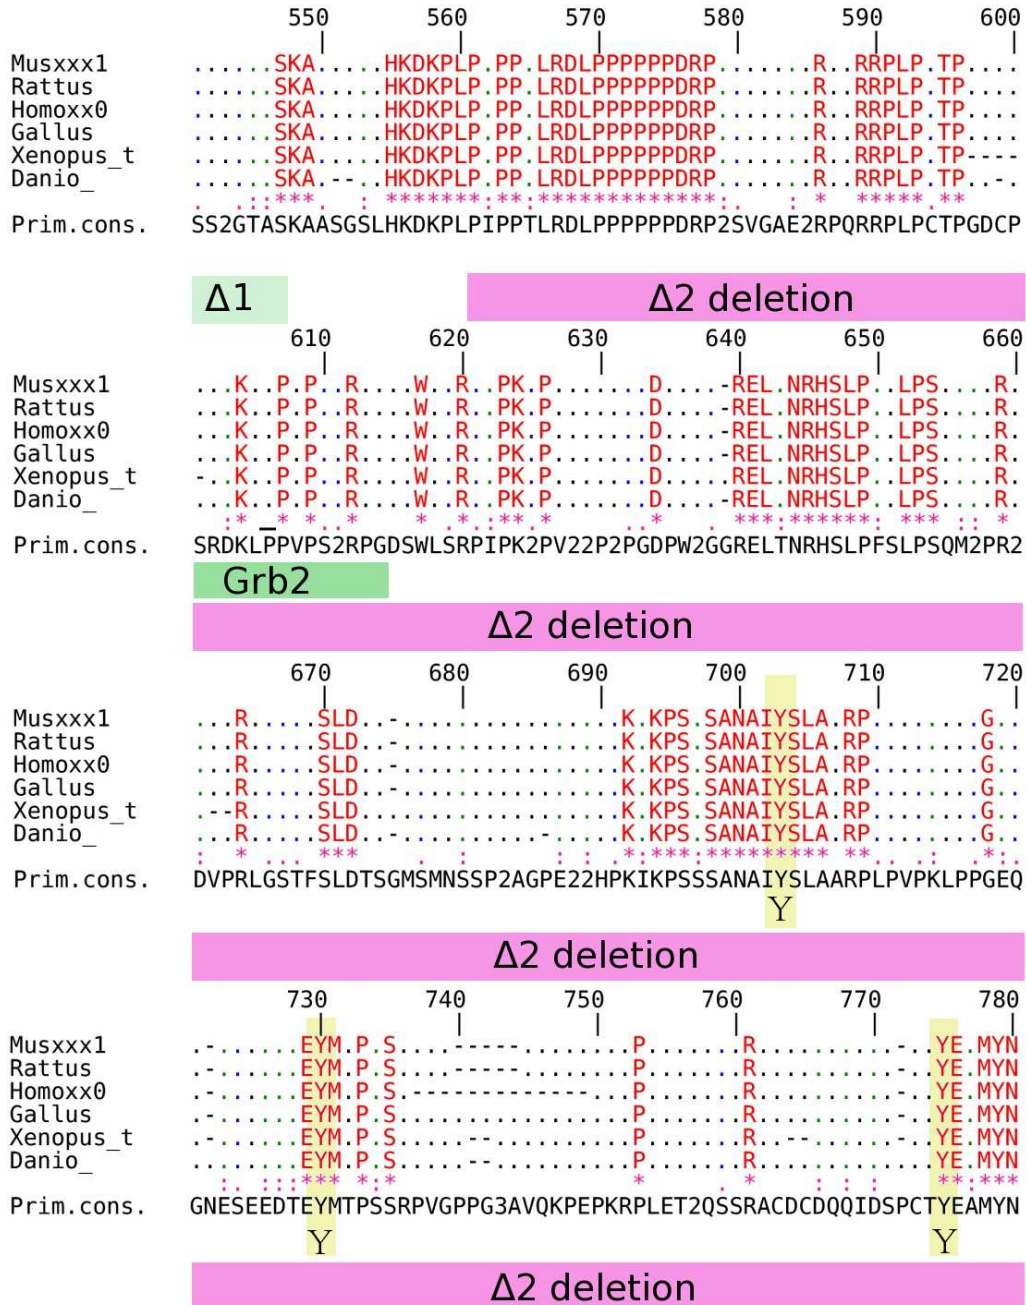 550 560 570 580 590 600
Musxxx1 ......SKA.....HKDKPLP.PP.LRDLPPPPPPDRP.......R..RRPLP.TP....
Rattus ......SKA.....HKDKPLP.PP.LRDLPPPPPPDRP.......R..RRPLP.TP....
Homoxx0 ......SKA.....HKDKPLP.PP.LRDLPPPPPPDRP.......R..RRPLP.TP....
Gallus ......SKA.....HKDKPLP.PP.LRDLPPPPPPDRP.......R..RRPLP.TP....
Xenopus_t ......SKA.....HKDKPLP.PP.LRDLPPPPPPDRP.......R..RRPLP.TP----
Danio_ ......SKA.--..HKDKPLP.PP.LRDLPPPPPPDRP.......R..RRPLP.TP..-.
. .::*** *******:**:*************:. : * *****.**
Prim.cons. SS2GTASKAASGSLHKDKPLPIPPTLRDLPPPPPPDRP2SVGAE2RPQRRPLPCTPGDCP
Δ1 Δ2 deletion
610 620 630 640 650 660
Musxxx1 ...K..P.P..R....W..R..PK.P.......D....-REL.NRHSLP..LPS....R.
Rattus ...K..P.P..R....W..R..PK.P.......D....-REL.NRHSLP..LPS....R.
Homoxx0 ...K..P.P..R....W..R..PK.P.......D....-REL.NRHSLP..LPS....R.
Gallus ...K..P.P..R....W..R..PK.P.......D....-REL.NRHSLP..LPS....R.
Xenopus_t -..K..P.P..R....W..R..PK.P.......D....-REL.NRHSLP..LPS....R.
Danio_ ...K..P.P..R....W..R..PK.P.......D....-REL.NRHSLP..LPS....R.
:* * *..* * .*.:**.* ..* . ***:******: *** :: *
Prim.cons. SRDKLPPVPS2RPGDSWLSRPIPK2PV22P2PGDPW2GGRELTNRHSLPFSLPSQM2PR2
Grb2
Δ2 deletion
670 680 690 700 710 720
Musxxx1 ...R.....SLD..-................K.KPS.SANAIYSLA.RP........G..
Rattus ...R.....SLD..-................K.KPS.SANAIYSLA.RP........G..
Homoxx0 ...R.....SLD..-................K.KPS.SANAIYSLA.RP........G..
Gallus ...R.....SLD..-................K.KPS.SANAIYSLA.RP........G..
Xenopus_t .--R.....SLD...................K.KPS.SANAIYSLA.RP........G..
Danio_ ...R.....SLD..-..........-.....K.KPS.SANAIYSLA.RP........G..
: * ... *** . : : : .*:***:********* **.. . :*:.
Prim.cons. DVPRLGSTFSLDTSGMSMNSSP2AGPE22HPKIKPSSSANAIYSLAARPLPVPKLPPGEQ
Y
Δ2 deletion
730 740 750 760 770 780
Musxxx1 .-......EYM.P.S....-----........P.......R..........-..YE.MYN
Rattus .-......EYM.P.S....-----........P.......R..........-..YE.MYN
Homoxx0 .-......EYM.P.S.-------------...P.......R.............YE.MYN
Gallus .-......EYM.P.S.................P.......R..........-..YE.MYN
Xenopus_t .-......EYM.P.S.....--..........P.......R..--......-..YE.MYN
Danio_ ........EYM.P.S.....--..........P.......R.............YE.MYN
:. :::*** *:* * .* : : : **:***
Prim.cons. GNESEEDTEYMTPSSRPVGPPG3AVQKPEPKRPLET2QSSRACDCDQQIDSPCTYEAMYN
Y Y
Δ2 deletion